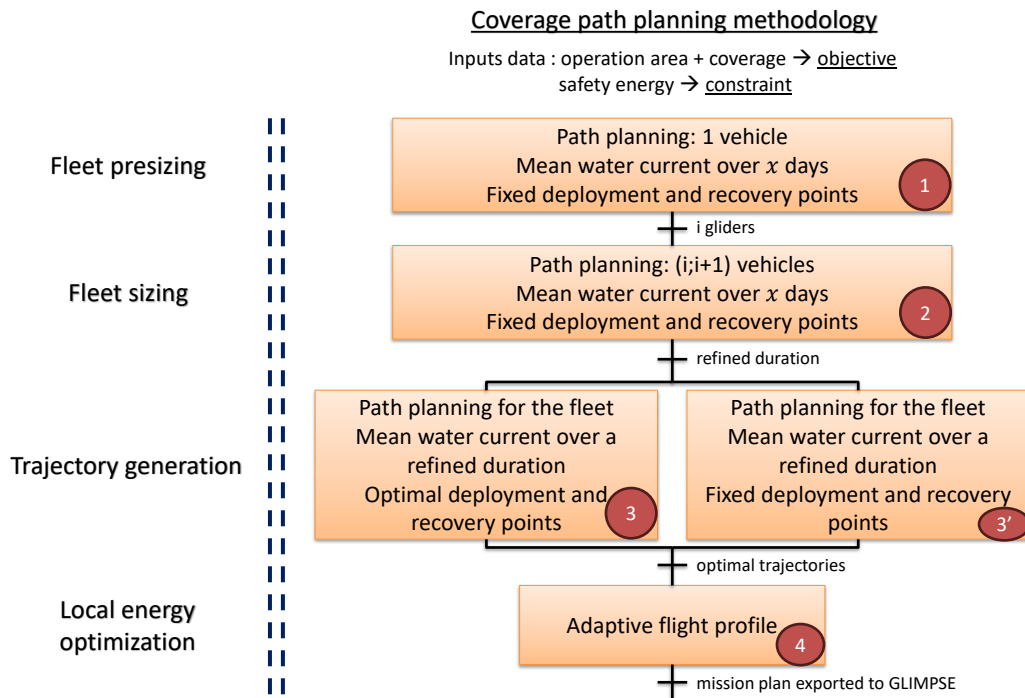 Coverage path planning methodology
Inputs data : operation area + coverage → objective
safety energy → constraint
Fleet presizing
Path planning: 1 vehicle
Mean water current over x days
Fixed deployment and recovery points
1
i gliders
Fleet sizing
Path planning: (i;i+1) vehicles
Mean water current over x days
Fixed deployment and recovery points
2
refined duration
Trajectory generation
Path planning for the fleet
Mean water current over a
refined duration
Optimal deployment and
recovery points
3
Path planning for the fleet
Mean water current over a
refined duration
Fixed deployment and recovery
points
3’
optimal trajectories
Local energy
optimization
Adaptive flight profile
4
mission plan exported to GLIMPSE